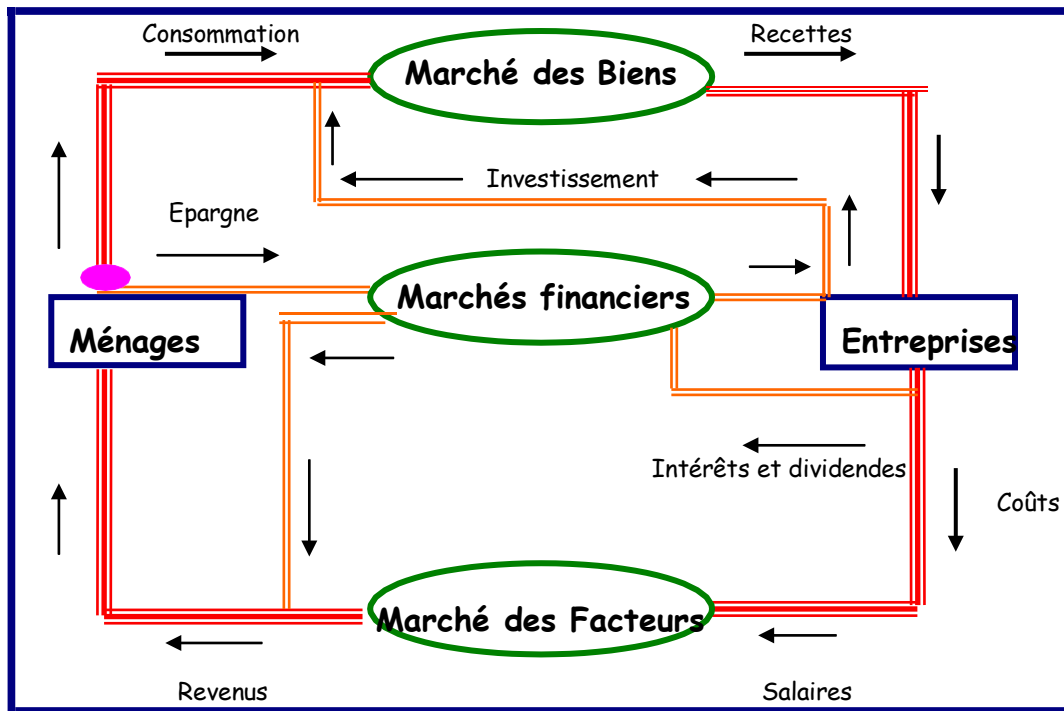 Consommation
Recettes
Marché des Biens
Investissement
Epargne
Marchés financiers
Ménages
Entreprises
Intérêts et dividendes
Coûts
Marché des Facteurs
Revenus
Salaires